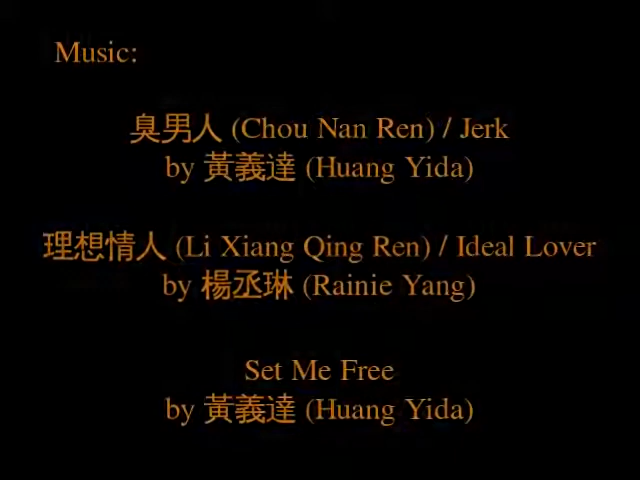 Music:
臭男人 (Chou Nan Ren) / Jerk
by 黃義達 (Huang Yida)
理想情人 (Li Xiang Qing Ren) / Ideal Lover
by 楊丞琳 (Rainie Yang)
Set Me Free
by 黃義達 (Huang Yida)